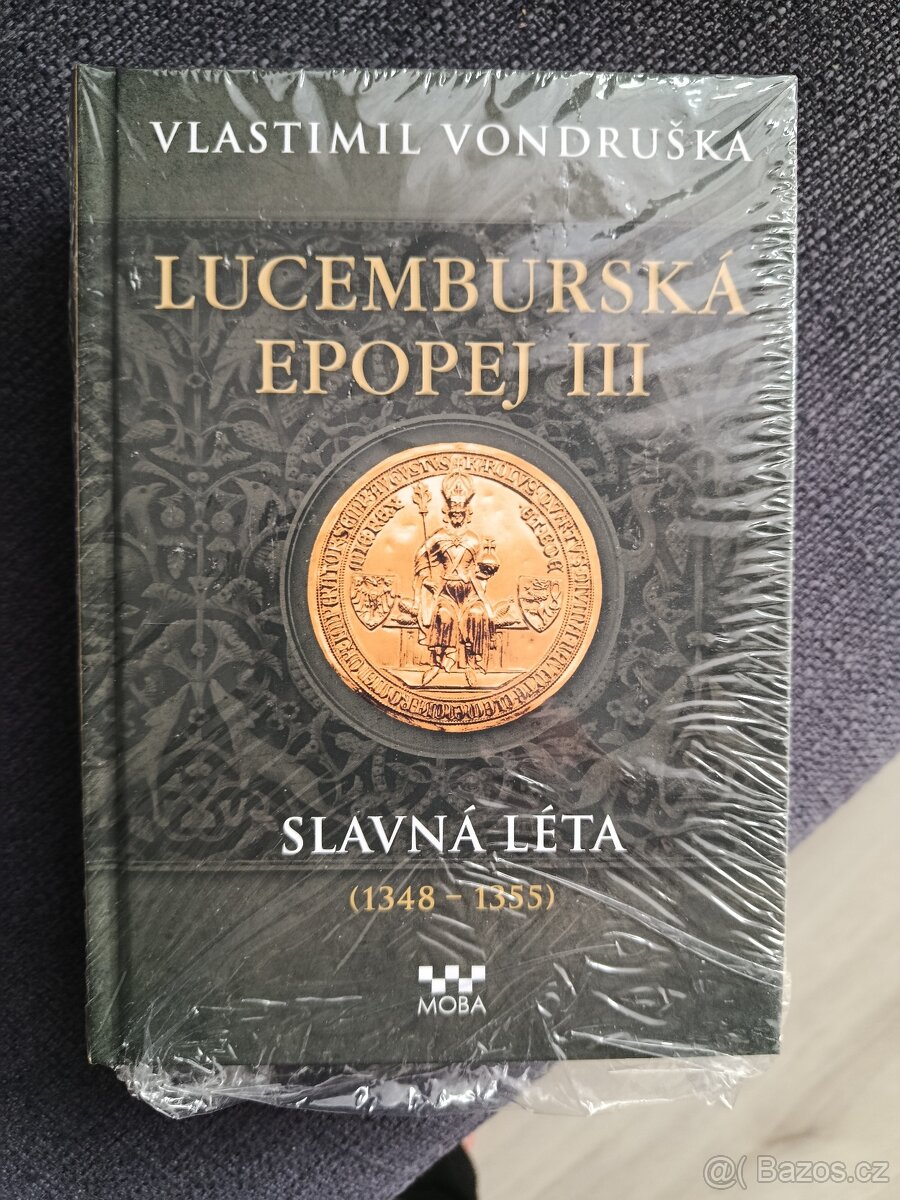 VLASTIMIL VONDRUŠKA
LUCEMBURSKÁ
EPOPEJ III
SLAVNÁ LÉTA
(1348 – 1355)
MOBA
@( Bazos.cz